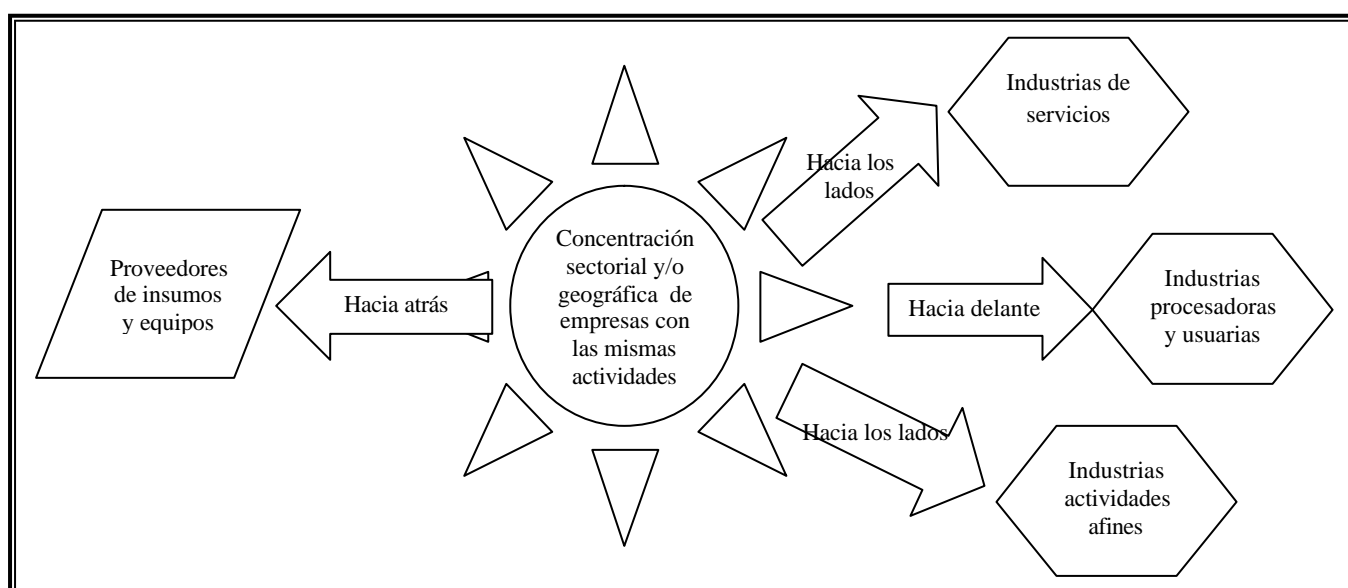 Proveedores
de insumos
y equipos
Hacia atrás
Concentración
sectorial y/o
geográfica de
empresas con
las mismas
actividades
Hacia los
lados
Industrias de
servicios
Hacia delante
Industrias
procesadoras
y usuarias
Hacia los lados
Industrias
actividades
afines